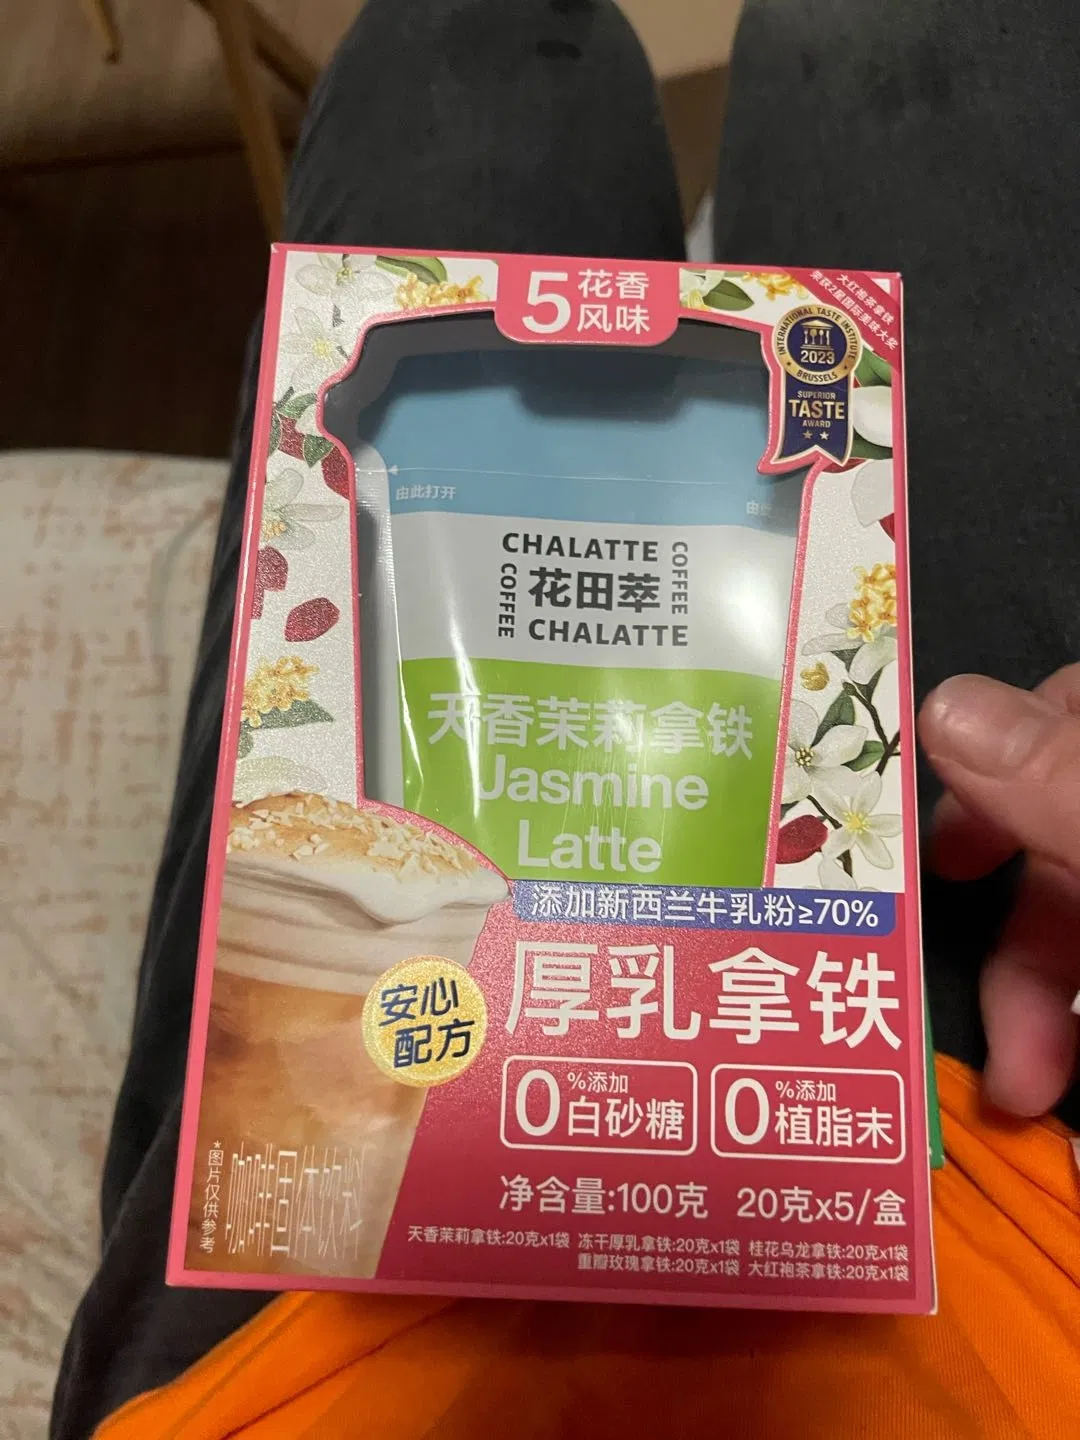 5 花香
风味
大红袍茶拿铁
荣获2星国际美味大奖
INTERNATIONAL TASTE INSTITUTE
2023
BRUSSELS
SUPERIOR
TASTE
AWARD
由此打开
由此
CHALATTE
COFFEE
花田萃
COFFEE
CHALATTE
天香茉莉拿铁
Jasmine
Latte
添加新西兰牛乳粉≥70%
厚乳拿铁
安心
配方
0%添加
白砂糖
0%添加
植脂末
*图片仅供参考
咖啡固体饮料
净含量:100克 20克x5/盒
天香茉莉拿铁:20克x1袋 冻干厚乳拿铁:20克x1袋 桂花乌龙拿铁:20克x1袋
重瓣玫瑰拿铁:20克x1袋 大红袍茶拿铁:20克x1袋